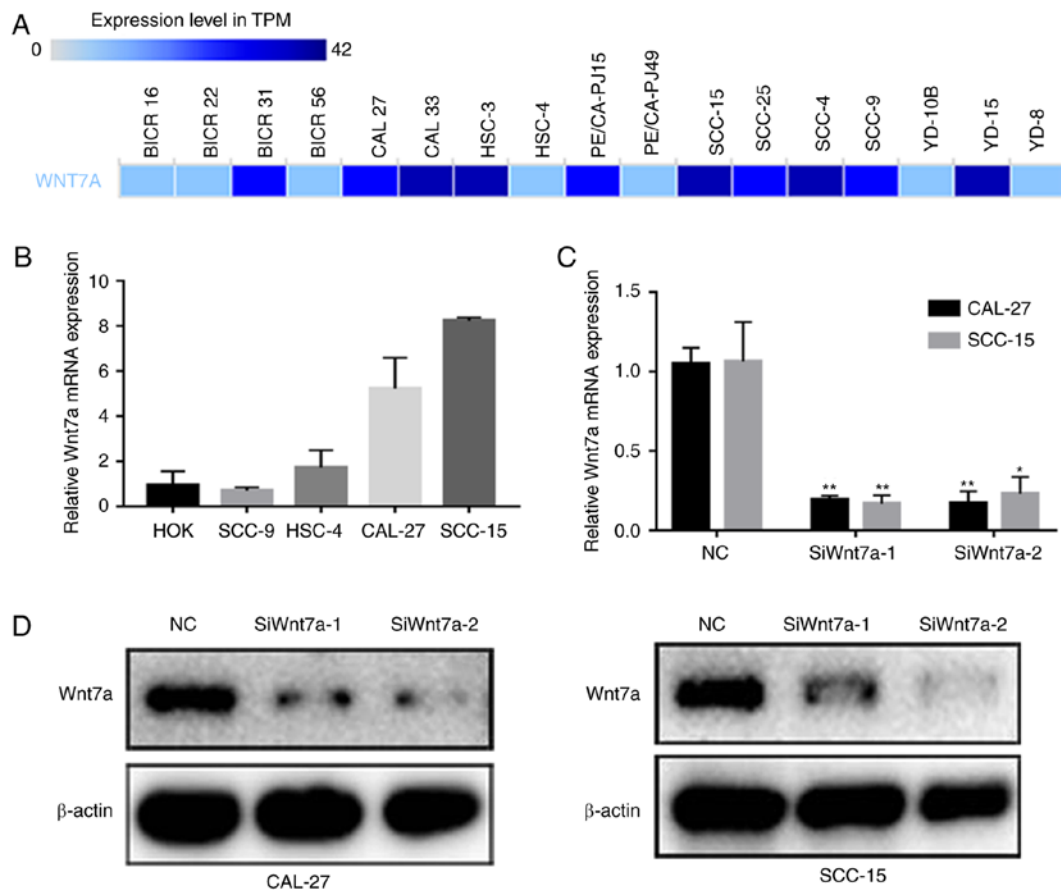 A
Expression level in TPM
0 42
BICR 16 BICR 22 BICR 31 BICR 56 CAL 27 CAL 33 HSC-3 HSC-4 PE/CA-PJ15 PE/CA-PJ49 SCC-15 SCC-25 SCC-4 SCC-9 YD-10B YD-15 YD-8
WNT7A
B
Relative Wnt7a mRNA expression
10
8
6
4
2
0
HOK SCC-9 HSC-4 CAL-27 SCC-15
C
Relative Wnt7a mRNA expression
1.5
1.0
0.5
0.0
CAL-27
SCC-15
** ** ** *
NC SiWnt7a-1 SiWnt7a-2
D
NC SiWnt7a-1 SiWnt7a-2
Wnt7a
β-actin
CAL-27
NC SiWnt7a-1 SiWnt7a-2
Wnt7a
β-actin
SCC-15